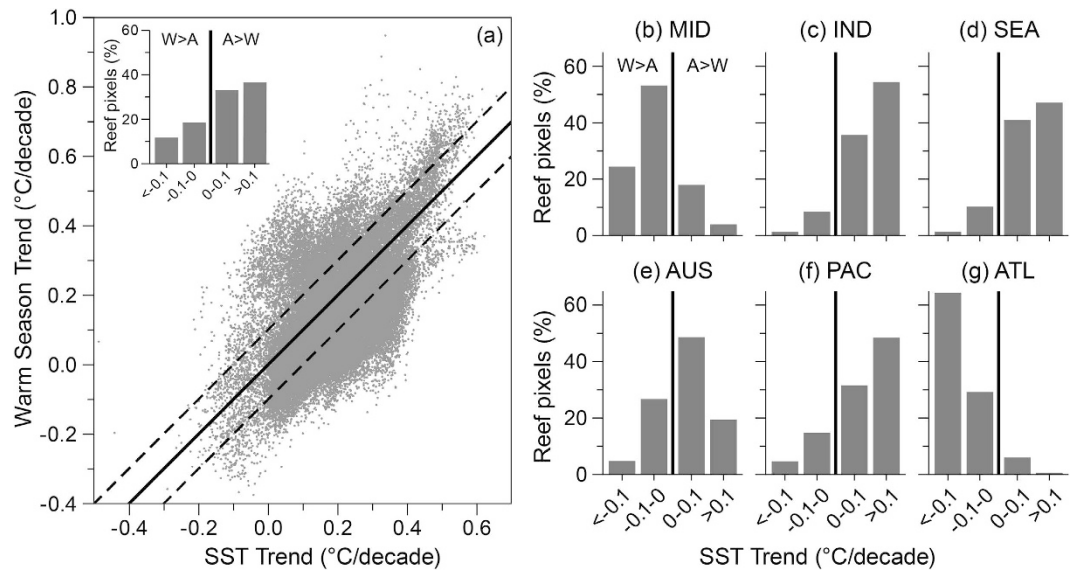 (a)
W>A A>W
Reef pixels (%)
60
40
20
0
<-0.1 -0.1-0 0-0.1 >0.1
Warm Season Trend (°C/decade)
1.0
0.8
0.6
0.4
0.2
0.0
-0.2
-0.4
-0.4 -0.2 0.0 0.2 0.4 0.6
SST Trend (°C/decade)
(b) MID (c) IND (d) SEA
W>A A>W
Reef pixels (%)
60
40
20
0
(e) AUS (f) PAC (g) ATL
Reef pixels (%)
60
40
20
0
<-0.1 -0.1-0 0-0.1 >0.1
<-0.1 -0.1-0 0-0.1 >0.1
<-0.1 -0.1-0 0-0.1 >0.1
SST Trend (°C/decade)